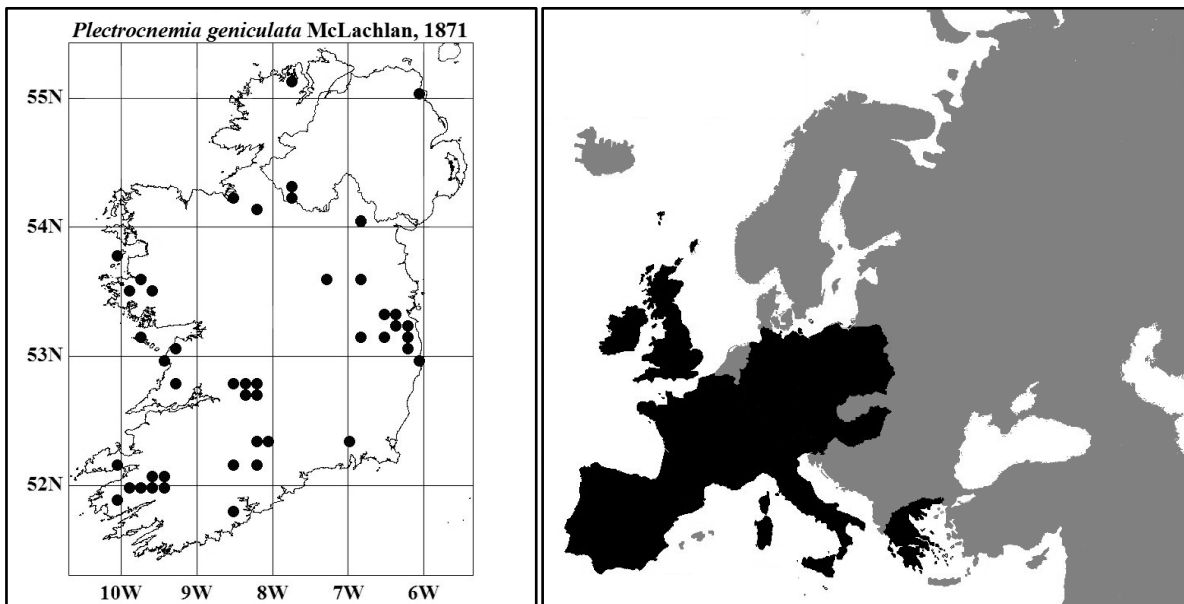 Plectrocnemia geniculata McLachlan, 1871
55N
54N
53N
52N
10W 9W 8W 7W 6W